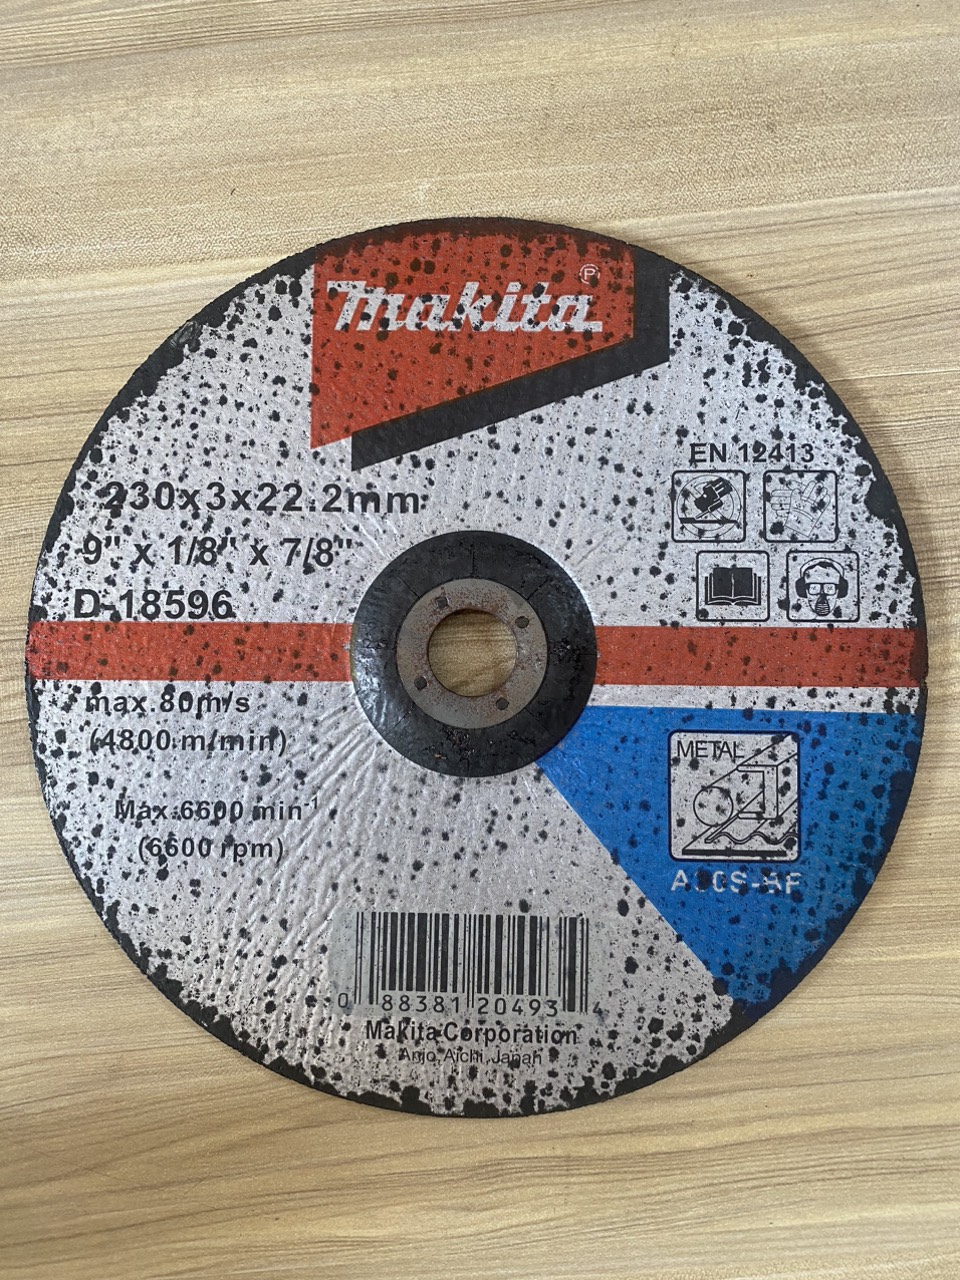 makita
EN 12413
230x3x22.2mm
9" x 1/8" x 7/8"
D-18596
max.80m/s
(4800 m/min)
METAL
Max.6600 min-1
(6600 rpm)
0 88381 20493 4
Makita Corporation
Anjo, Aichi, Japan